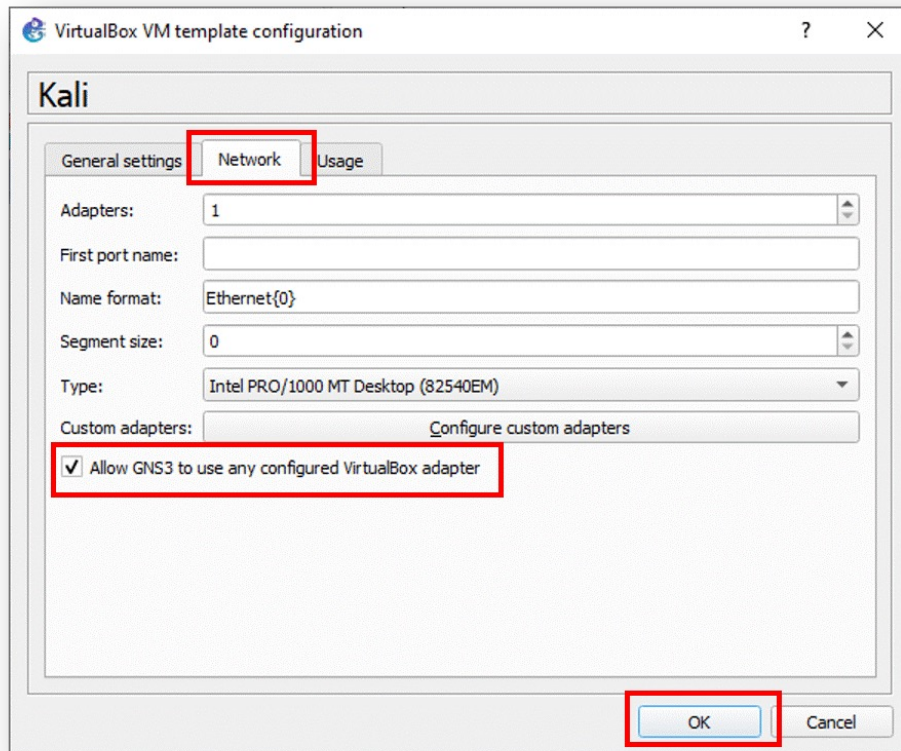 VirtualBox VM template configuration ? ×
Kali
General settings Network Usage
Adapters: 1
First port name:
Name format: Ethernet{0}
Segment size: 0
Type: Intel PRO/1000 MT Desktop (82540EM)
Custom adapters: Configure custom adapters
Allow GNS3 to use any configured VirtualBox adapter
OK Cancel